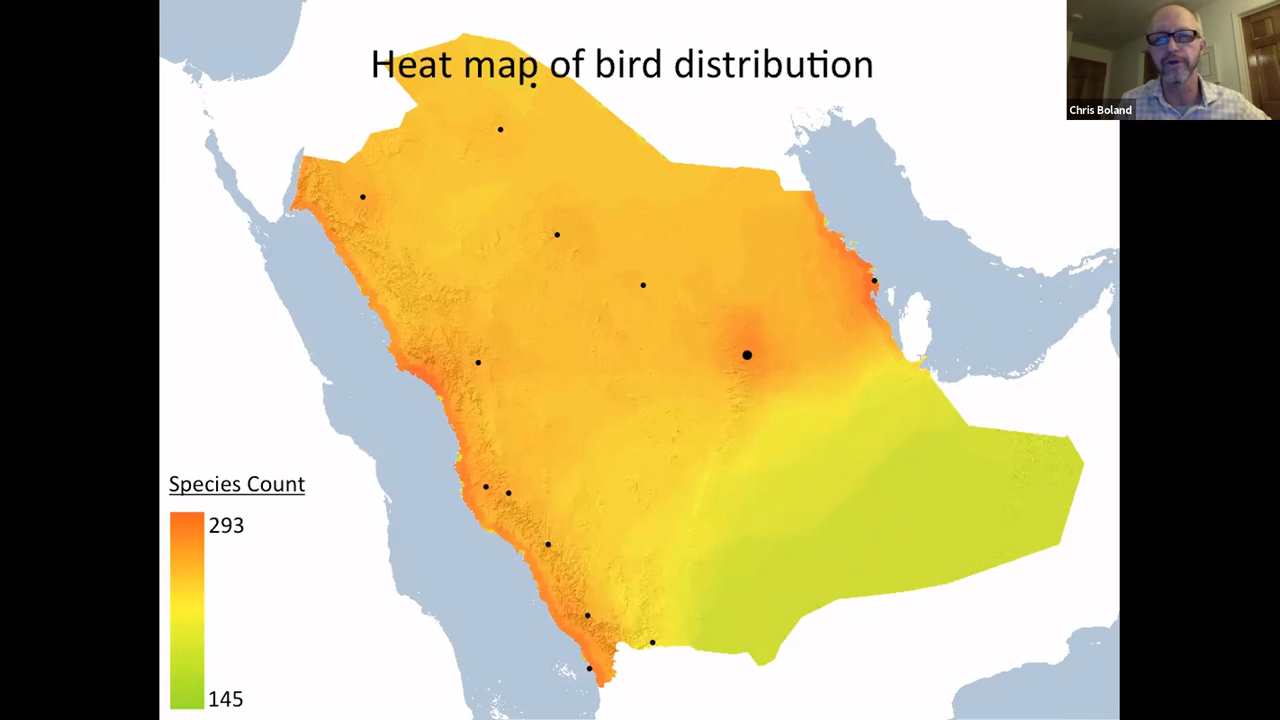 Heat map of bird distribution
Chris Boland
Species Count
293
145